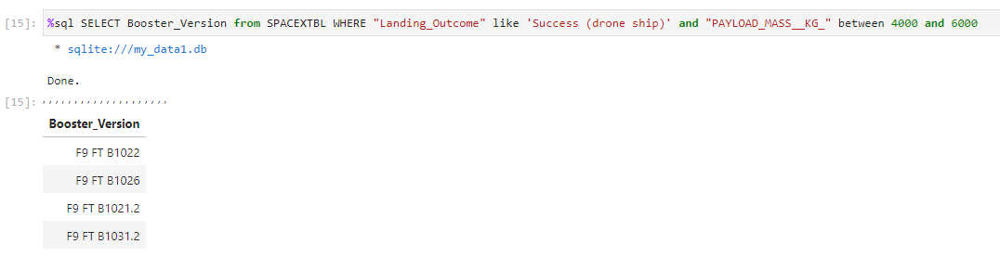 [15]: %sql SELECT Booster_Version from SPACEXTBL WHERE "Landing_Outcome" like 'Success (drone ship)' and "PAYLOAD_MASS__KG_" between 4000 and 6000
* sqlite:///my_data1.db
Done.
[15]: ,,,,,,,,,,,,,,,,,,,,
Booster_Version
F9 FT B1022
F9 FT B1026
F9 FT B1021.2
F9 FT B1031.2